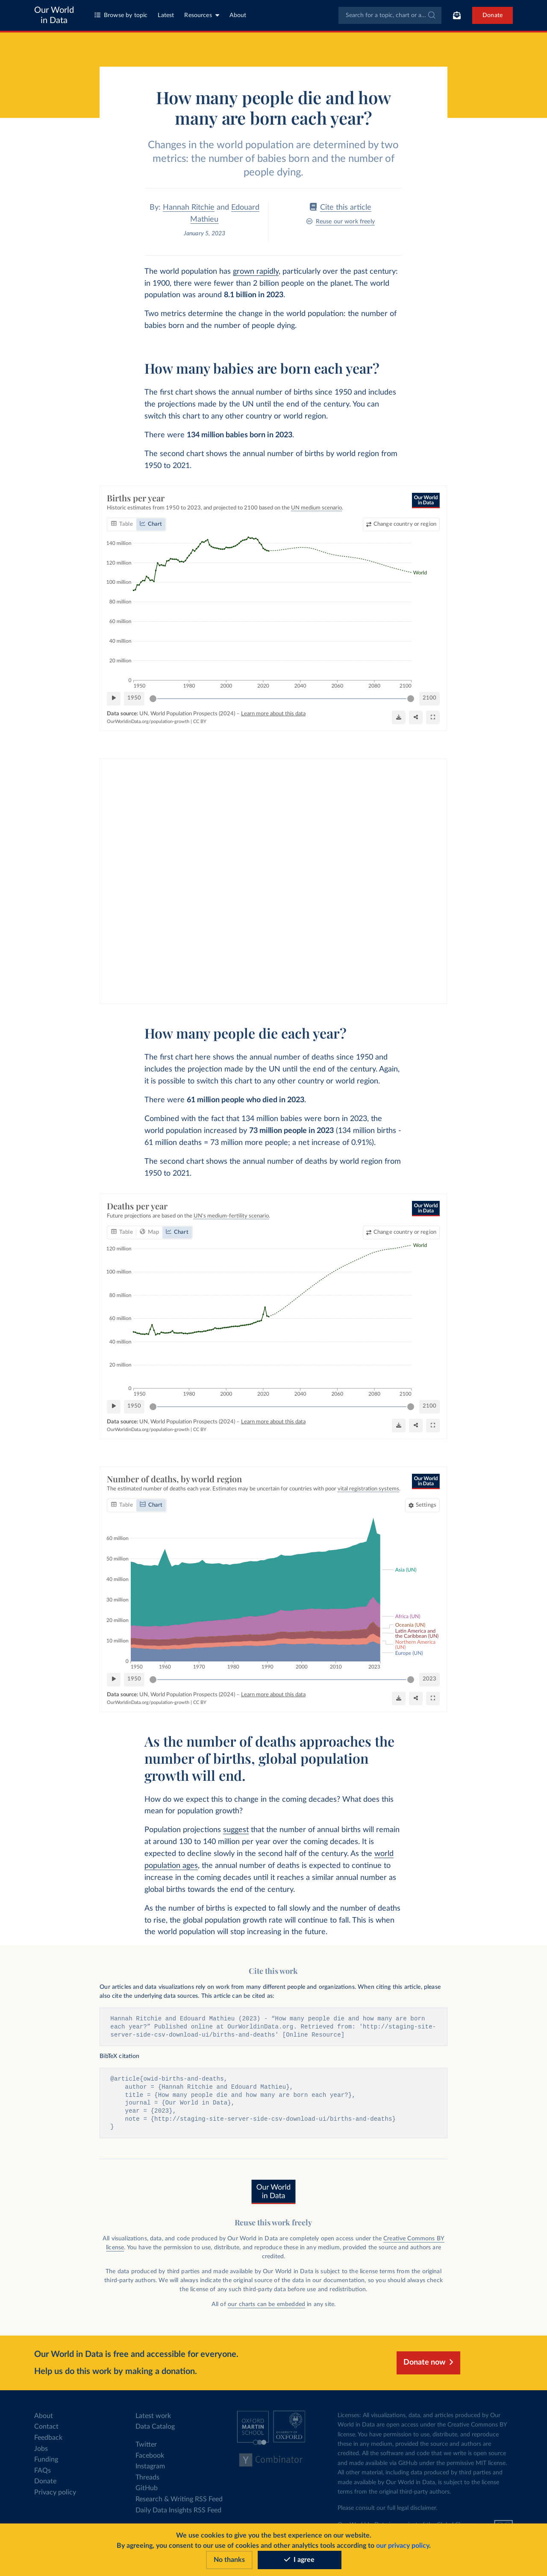 Our World
in Data
Browse by topic
Latest
Resources
About
Search for a topic, chart or a...
Donate
How many people die and how
many are born each year?
Changes in the world population are determined by two
metrics: the number of babies born and the number of
people dying.
By: Hannah Ritchie and Edouard
Mathieu
January 5, 2023
Cite this article
Reuse our work freely
The world population has grown rapidly, particularly over the past century:
in 1900, there were fewer than 2 billion people on the planet. The world
population was around 8.1 billion in 2023.
Two metrics determine the change in the world population: the number of
babies born and the number of people dying.
How many babies are born each year?
The first chart shows the annual number of births since 1950 and includes
the projections made by the UN until the end of the century. You can
switch this chart to any other country or world region.
There were 134 million babies born in 2023.
The second chart shows the annual number of births by world region from
1950 to 2021.
Births per year
Historic estimates from 1950 to 2023, and projected to 2100 based on the UN medium scenario.
Our World
in Data
Table
Chart
Change country or region
140 million
120 million
100 million
80 million
60 million
40 million
20 million
0
World
1950
1980
2000
2020
2040
2060
2080
2100
1950
2100
Data source: UN, World Population Prospects (2024) – Learn more about this data
OurWorldinData.org/population-growth | CC BY
How many people die each year?
The first chart here shows the annual number of deaths since 1950 and
includes the projection made by the UN until the end of the century. Again,
it is possible to switch this chart to any other country or world region.
There were 61 million people who died in 2023.
Combined with the fact that 134 million babies were born in 2023, the
world population increased by 73 million people in 2023 (134 million births -
61 million deaths = 73 million more people; a net increase of 0.91%).
The second chart shows the annual number of deaths by world region from
1950 to 2021.
Deaths per year
Future projections are based on the UN's medium-fertility scenario.
Our World
in Data
Table
Map
Chart
Change country or region
120 million
100 million
80 million
60 million
40 million
20 million
0
World
1950
1980
2000
2020
2040
2060
2080
2100
1950
2100
Data source: UN, World Population Prospects (2024) – Learn more about this data
OurWorldinData.org/population-growth | CC BY
Number of deaths, by world region
The estimated number of deaths each year. Estimates may be uncertain for countries with poor vital registration systems.
Our World
in Data
Table
Chart
Settings
60 million
50 million
40 million
30 million
20 million
10 million
0
Asia (UN)
Africa (UN)
Oceania (UN)
Latin America and
the Caribbean (UN)
Northern America
(UN)
Europe (UN)
1950
1960
1970
1980
1990
2000
2010
2023
1950
2023
Data source: UN, World Population Prospects (2024) – Learn more about this data
OurWorldinData.org/population-growth | CC BY
As the number of deaths approaches the
number of births, global population
growth will end.
How do we expect this to change in the coming decades? What does this
mean for population growth?
Population projections suggest that the number of annual births will remain
at around 130 to 140 million per year over the coming decades. It is
expected to decline slowly in the second half of the century. As the world
population ages, the annual number of deaths is expected to continue to
increase in the coming decades until it reaches a similar annual number as
global births towards the end of the century.
As the number of births is expected to fall slowly and the number of deaths
to rise, the global population growth rate will continue to fall. This is when
the world population will stop increasing in the future.
Cite this work
Our articles and data visualizations rely on work from many different people and organizations. When citing this article, please
also cite the underlying data sources. This article can be cited as:
Hannah Ritchie and Edouard Mathieu (2023) - "How many people die and how many are born
each year?" Published online at OurWorldinData.org. Retrieved from: 'http://staging-site-
server-side-csv-download-ui/births-and-deaths' [Online Resource]
BibTeX citation
@article{owid-births-and-deaths,
author = {Hannah Ritchie and Edouard Mathieu},
title = {How many people die and how many are born each year?},
journal = {Our World in Data},
year = {2023},
note = {http://staging-site-server-side-csv-download-ui/births-and-deaths}
}
Our World
in Data
Reuse this work freely
All visualizations, data, and code produced by Our World in Data are completely open access under the Creative Commons BY
license. You have the permission to use, distribute, and reproduce these in any medium, provided the source and authors are
credited.
The data produced by third parties and made available by Our World in Data is subject to the license terms from the original
third-party authors. We will always indicate the original source of the data in our documentation, so you should always check
the license of any such third-party data before use and redistribution.
All of our charts can be embedded in any site.
Our World in Data is free and accessible for everyone.
Help us do this work by making a donation.
Donate now
About
Contact
Feedback
Jobs
Funding
FAQs
Donate
Privacy policy
Latest work
Data Catalog
Twitter
Facebook
Instagram
Threads
GitHub
Research & Writing RSS Feed
Daily Data Insights RSS Feed
OXFORD
MARTIN
SCHOOL
UNIVERSITY OF
OXFORD
Y Combinator
Licenses: All visualizations, data, and articles produced by Our
World in Data are open access under the Creative Commons BY
license. You have permission to use, distribute, and reproduce
these in any medium, provided the source and authors are
credited. All the software and code that we write is open source
and made available via GitHub under the permissive MIT license.
All other material, including data produced by third parties and
made available by Our World in Data, is subject to the license
terms from the original third-party authors.
Please consult our full legal disclaimer.
We use cookies to give you the best experience on our website.
By agreeing, you consent to our use of cookies and other analytics tools according to our privacy policy.
No thanks
I agree